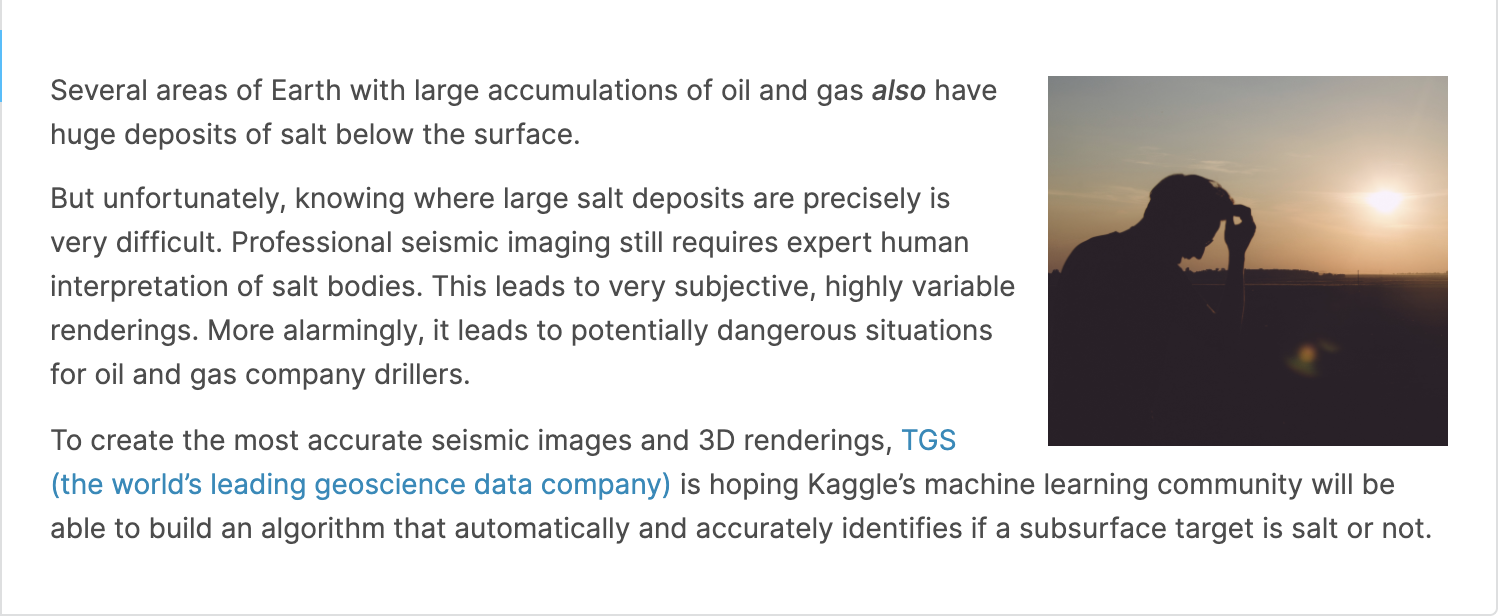 Several areas of Earth with large accumulations of oil and gas also have
huge deposits of salt below the surface.
But unfortunately, knowing where large salt deposits are precisely is
very difficult. Professional seismic imaging still requires expert human
interpretation of salt bodies. This leads to very subjective, highly variable
renderings. More alarmingly, it leads to potentially dangerous situations
for oil and gas company drillers.
To create the most accurate seismic images and 3D renderings, TGS
(the world’s leading geoscience data company) is hoping Kaggle’s machine learning community will be
able to build an algorithm that automatically and accurately identifies if a subsurface target is salt or not.